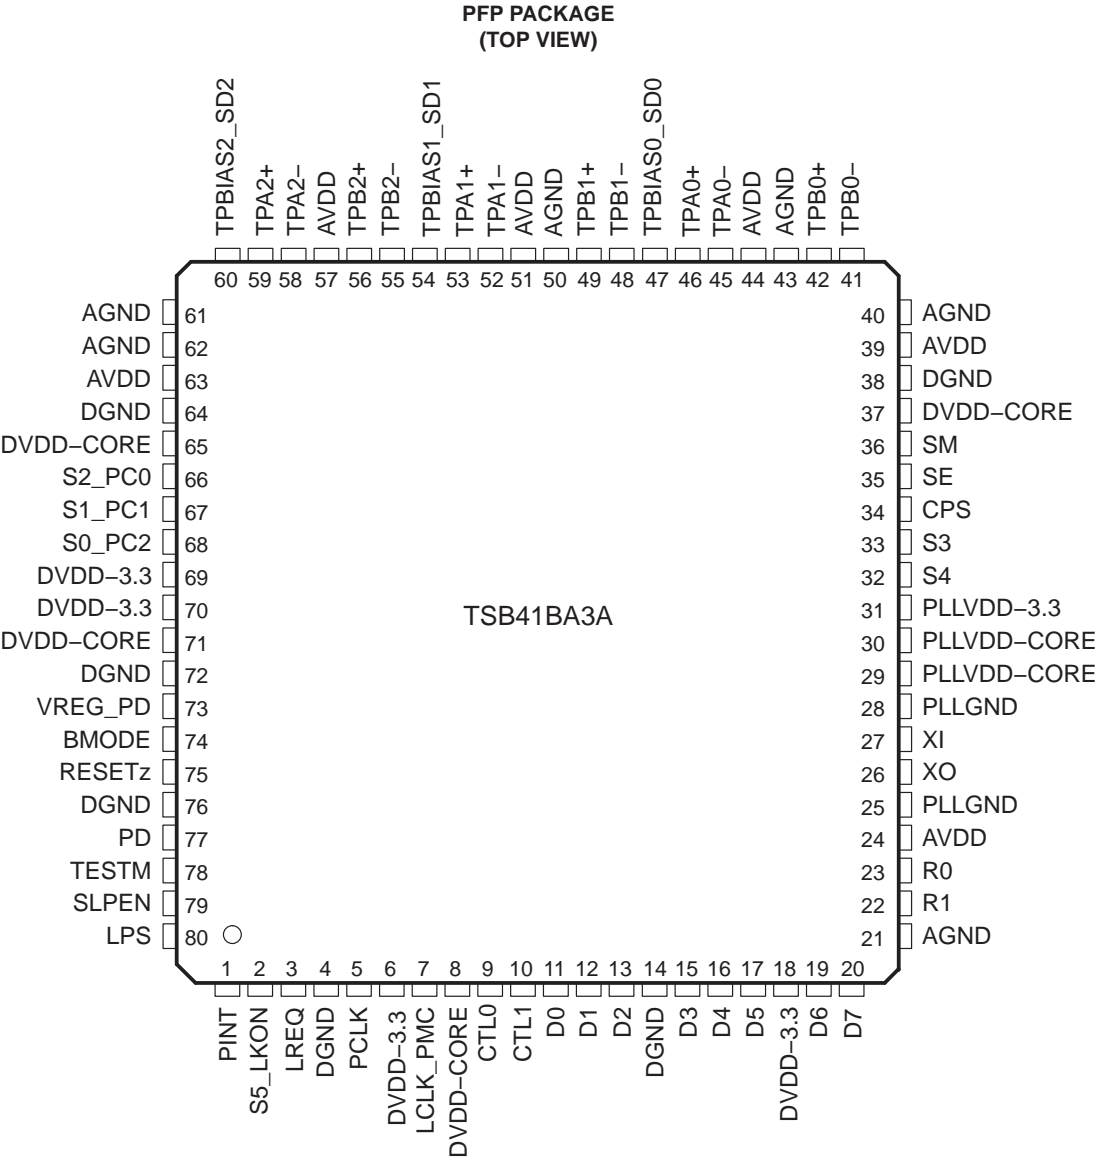 PFP PACKAGE
(TOP VIEW)
TPBIAS2_SD2
TPA2+
TPA2−
AVDD
TPB2+
TPB2−
TPBIAS1_SD1
TPA1+
TPA1−
AVDD
AGND
TPB1+
TPB1−
TPBIAS0_SD0
TPA0+
TPA0−
AVDD
AGND
TPB0+
TPB0−
60 59 58 57 56 55 54 53 52 51 50 49 48 47 46 45 44 43 42 41
AGND 61 40 AGND
AGND 62 39 AVDD
AVDD 63 38 DGND
DGND 64 37 DVDD−CORE
DVDD−CORE 65 36 SM
S2_PC0 66 35 SE
S1_PC1 67 34 CPS
S0_PC2 68 33 S3
DVDD−3.3 69 32 S4
DVDD−3.3 70 31 PLLVDD−3.3
TSB41BA3A
DVDD−CORE 71 30 PLLVDD−CORE
DGND 72 29 PLLVDD−CORE
VREG_PD 73 28 PLLGND
BMODE 74 27 XI
RESETz 75 26 XO
DGND 76 25 PLLGND
PD 77 24 AVDD
TESTM 78 23 R0
SLPEN 79 22 R1
LPS 80 21 AGND
1 2 3 4 5 6 7 8 9 10 11 12 13 14 15 16 17 18 19 20
PINT
S5_LKON
LREQ
DGND
PCLK
DVDD−3.3
LCLK_PMC
DVDD−CORE
CTL0
CTL1
D0
D1
D2
DGND
D3
D4
D5
DVDD−3.3
D6
D7